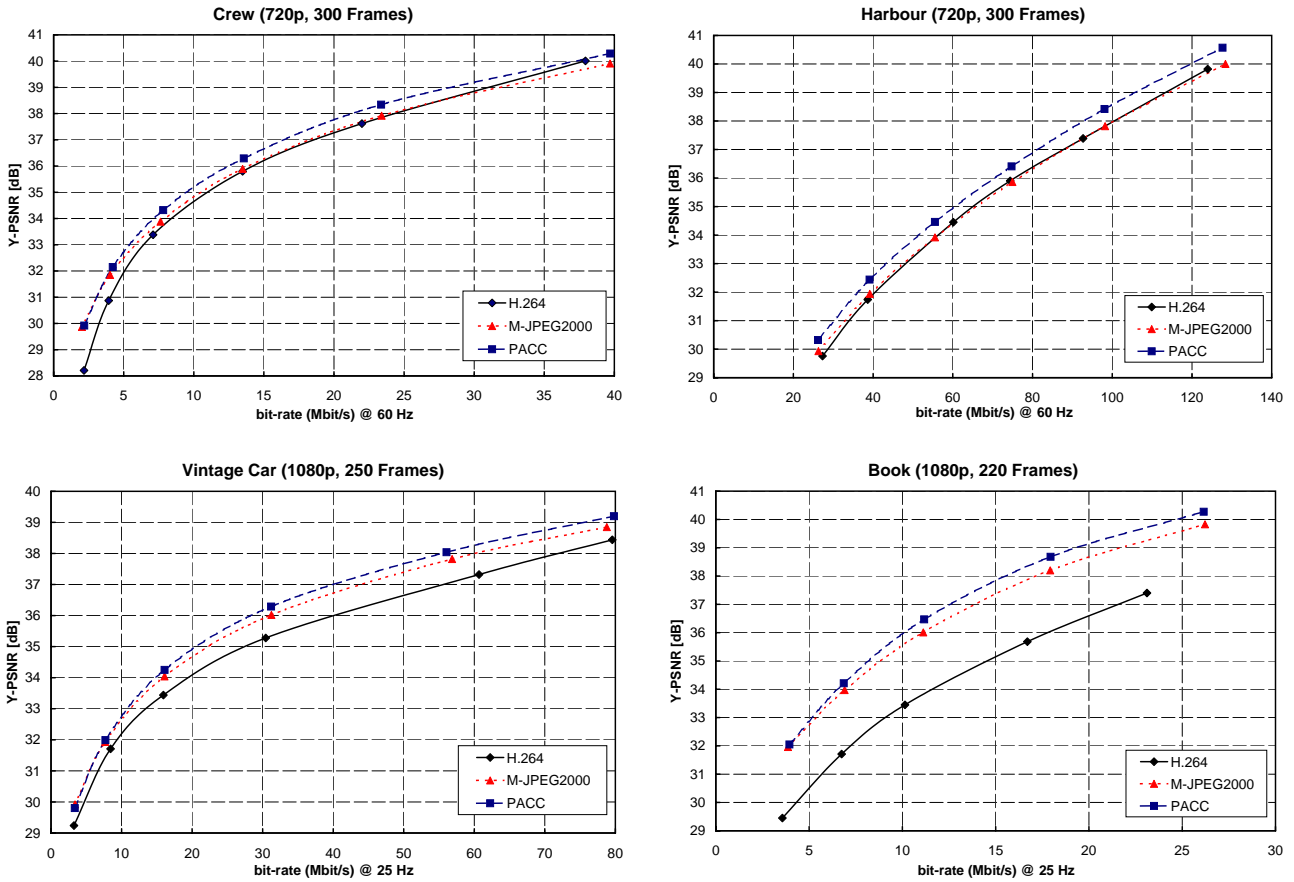 Crew (720p, 300 Frames)
41
40
39
38
37
36
35
34
33
32
31
30
29
28
Y-PSNR [dB]
H.264
M-JPEG2000
PACC
0 5 10 15 20 25 30 35 40
bit-rate (Mbit/s) @ 60 Hz
Harbour (720p, 300 Frames)
41
40
39
38
37
36
35
34
33
32
31
30
29
Y-PSNR [dB]
H.264
M-JPEG2000
PACC
0 20 40 60 80 100 120 140
bit-rate (Mbit/s) @ 60 Hz
Vintage Car (1080p, 250 Frames)
40
39
38
37
36
35
34
33
32
31
30
29
Y-PSNR [dB]
H.264
M-JPEG2000
PACC
0 10 20 30 40 50 60 70 80
bit-rate (Mbit/s) @ 25 Hz
Book (1080p, 220 Frames)
41
40
39
38
37
36
35
34
33
32
31
30
29
Y-PSNR [dB]
H.264
M-JPEG2000
PACC
0 5 10 15 20 25 30
bit-rate (Mbit/s) @ 25 Hz